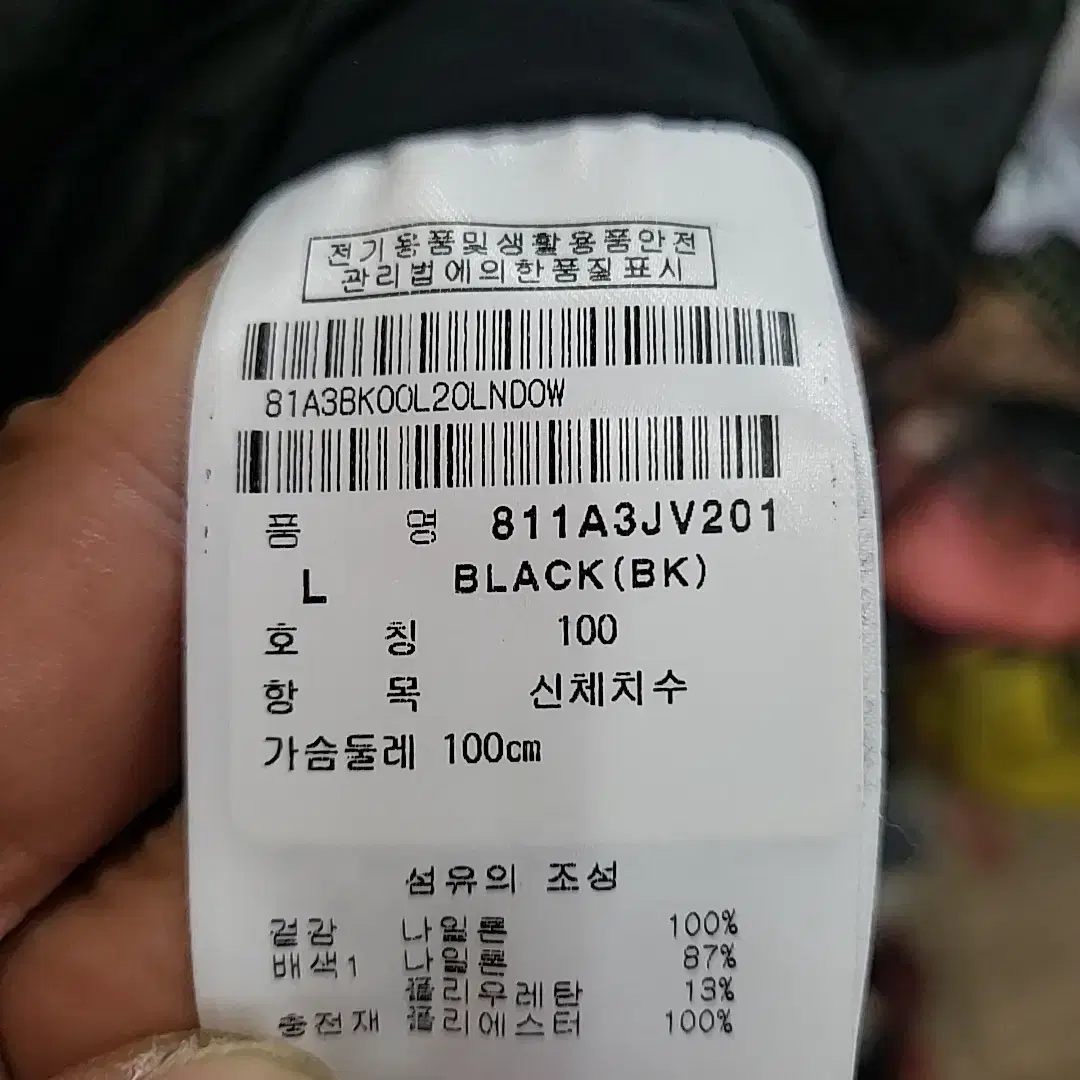 전기용품및생활용품안전
관리법에의한품질표시
81A3BK00L20LND0W
품 명 811A3JV201
L BLACK(BK)
호 칭 100
항 목 신체치수
가슴둘레 100cm
섬유의 조성
겉감 나일론 100%
배색1 나일론 87%
폴리우레탄 13%
충전재 폴리에스터 100%